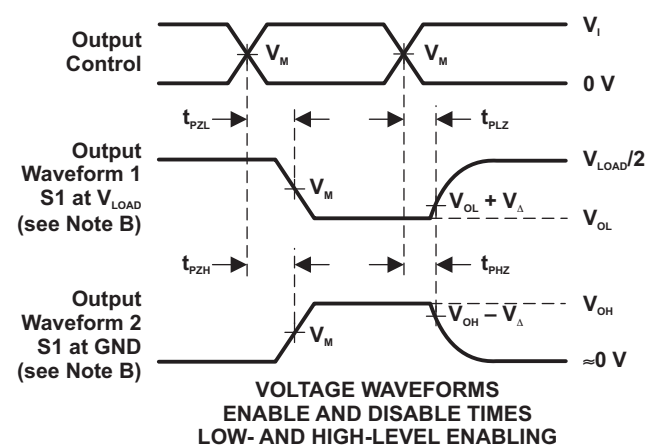 Output
Control
V_M
V_M
V_I
0 V
t_PZL
t_PLZ
Output
Waveform 1
S1 at V_LOAD
(see Note B)
V_M
V_OL + V_Δ
V_LOAD/2
V_OL
t_PZH
t_PHZ
Output
Waveform 2
S1 at GND
(see Note B)
V_M
V_OH – V_Δ
V_OH
≈0 V
VOLTAGE WAVEFORMS
ENABLE AND DISABLE TIMES
LOW- AND HIGH-LEVEL ENABLING